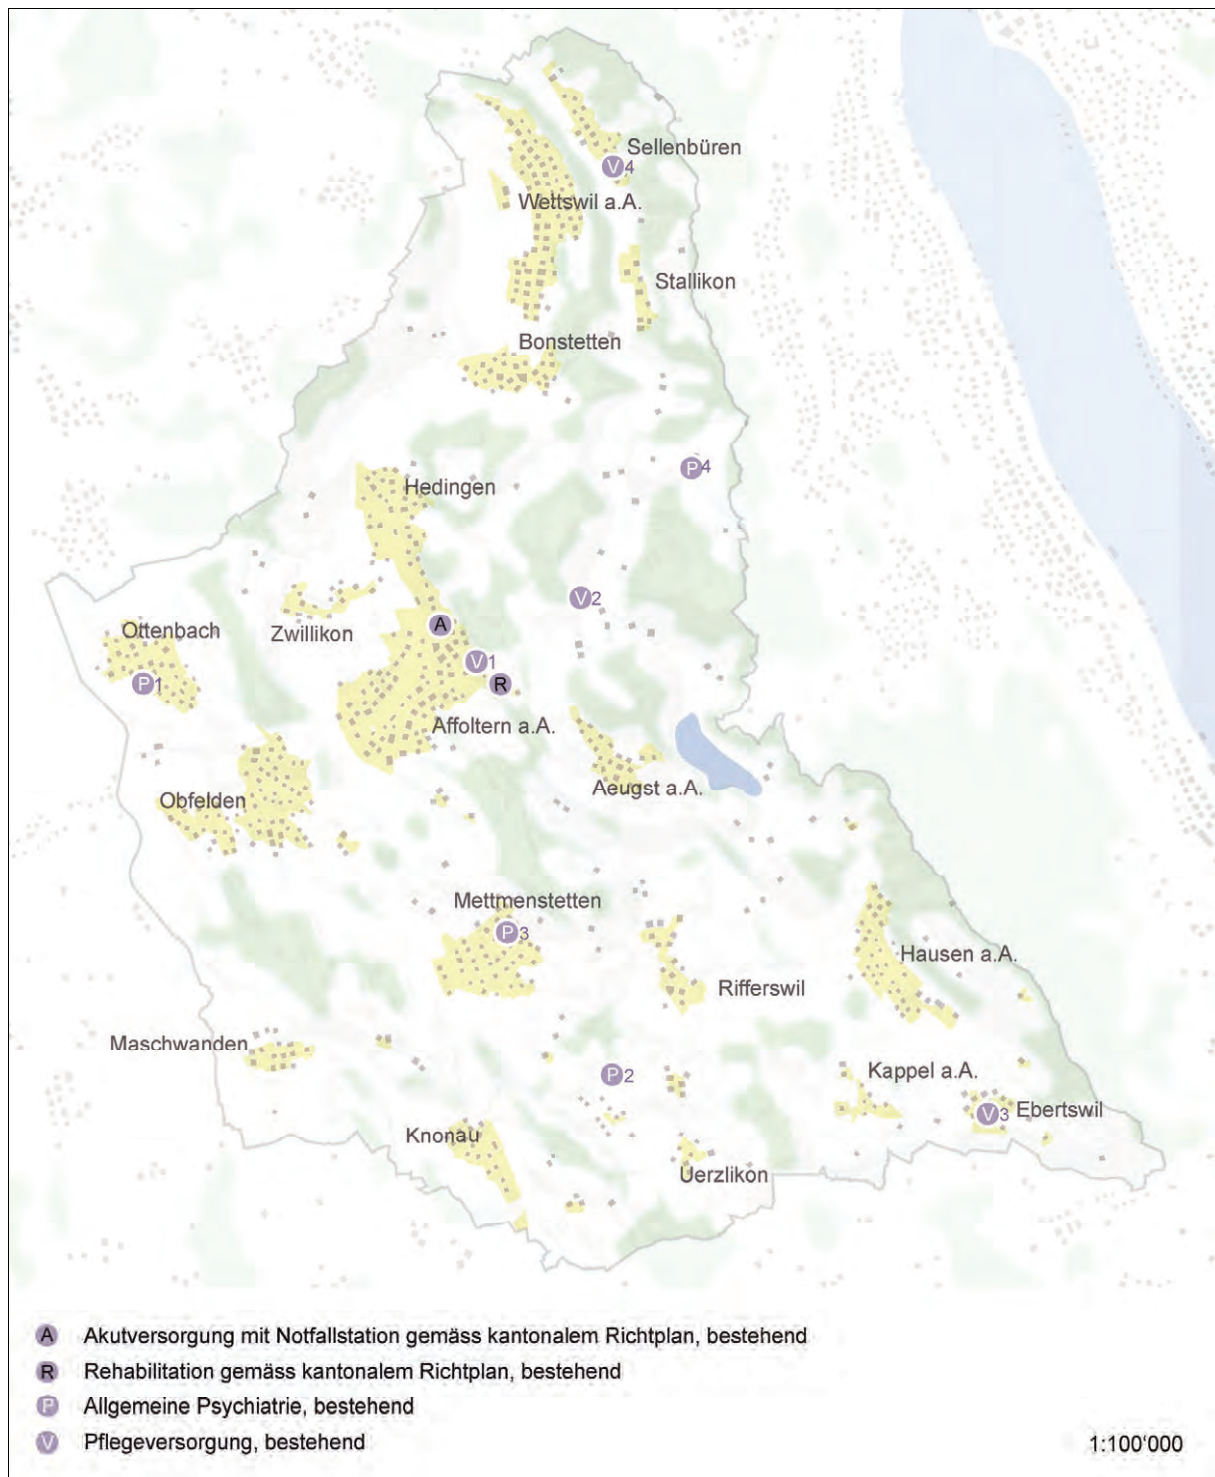 Sellenbüren
V4
Wettswil a.A.
Stallikon
Bonstetten
P4
Hedingen
V2
Ottenbach
Zwillikon
A
V1
P1
R
Affoltern a.A.
Aeugst a.A.
Obfelden
Mettmenstetten
P3
Hausen a.A.
Rifferswil
Maschwanden
P2
Kappel a.A.
V3 Ebertswil
Knonau
Uerzlikon
A Akutversorgung mit Notfallstation gemäss kantonalem Richtplan, bestehend
R Rehabilitation gemäss kantonalem Richtplan, bestehend
P Allgemeine Psychiatrie, bestehend
V Pflegeversorgung, bestehend
1:100‘000